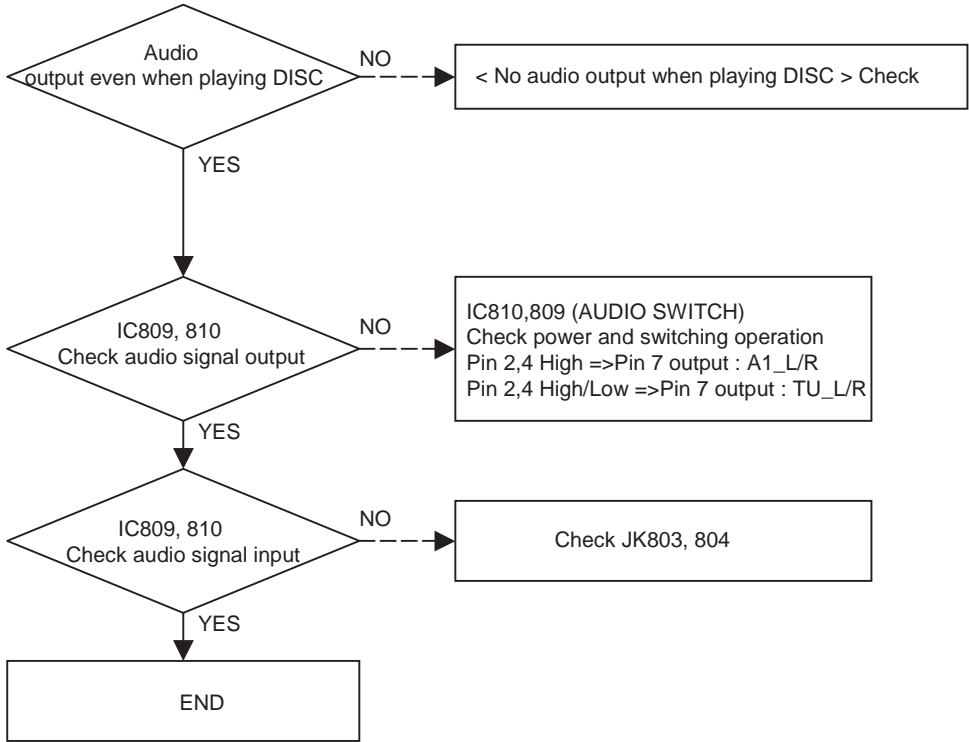 Audio
output even when playing DISC
NO
< No audio output when playing DISC > Check
YES
IC809, 810
Check audio signal output
NO
IC810,809 (AUDIO SWITCH)
Check power and switching operation
Pin 2,4 High =>Pin 7 output : A1_L/R
Pin 2,4 High/Low =>Pin 7 output : TU_L/R
YES
IC809, 810
Check audio signal input
NO
Check JK803, 804
YES
END